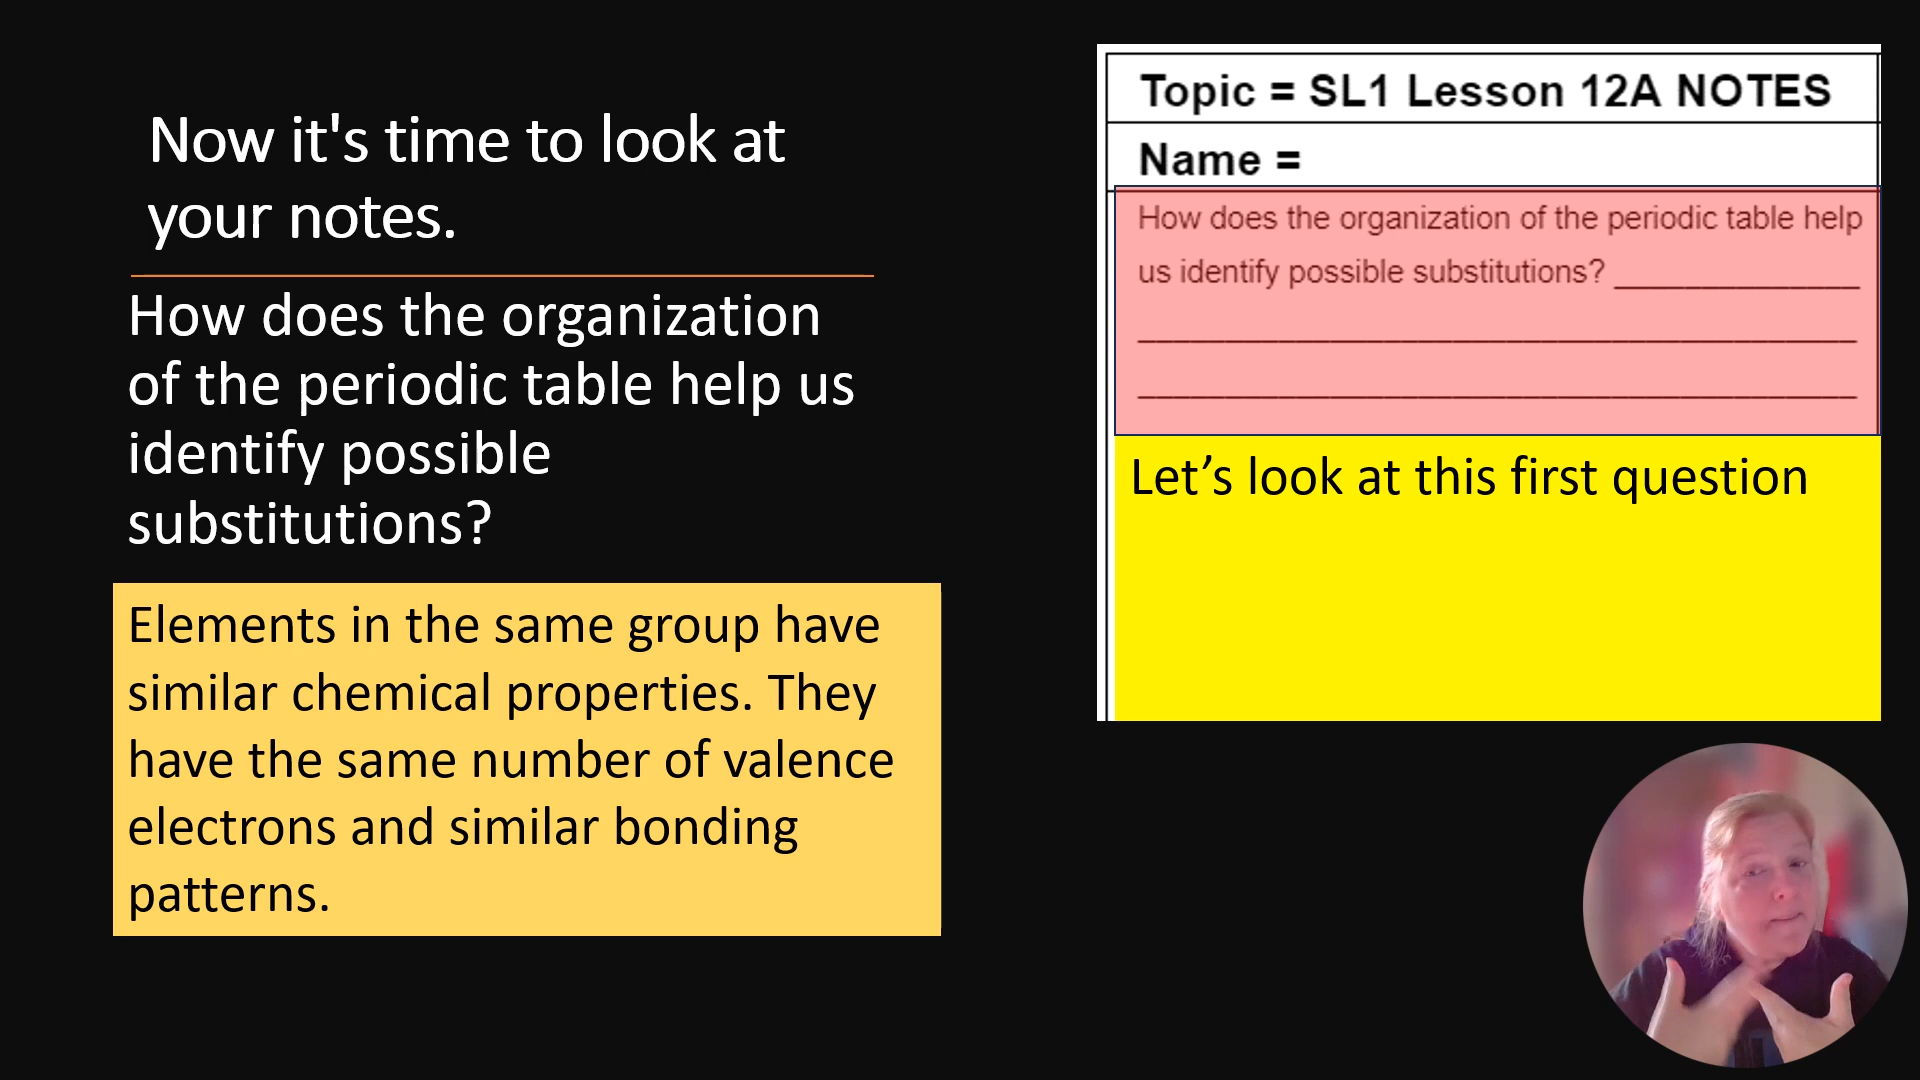 Now it's time to look at
your notes.
How does the organization
of the periodic table help us
identify possible
substitutions?
Elements in the same group have
similar chemical properties. They
have the same number of valence
electrons and similar bonding
patterns.
Topic = SL1 Lesson 12A NOTES
Name =
How does the organization of the periodic table help
us identify possible substitutions? ______________
Let’s look at this first question